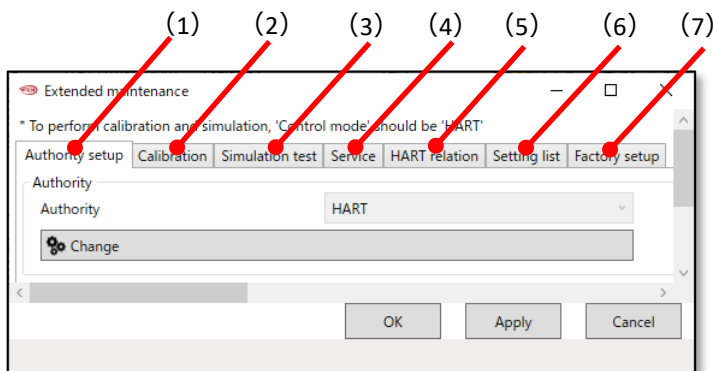 (1) (2) (3) (4) (5) (6) (7)
Extended maintenance
* To perform calibration and simulation, 'Control mode' should be 'HART'
Authority setup Calibration Simulation test Service HART relation Setting list Factory setup
Authority
Authority HART
Change
OK Apply Cancel